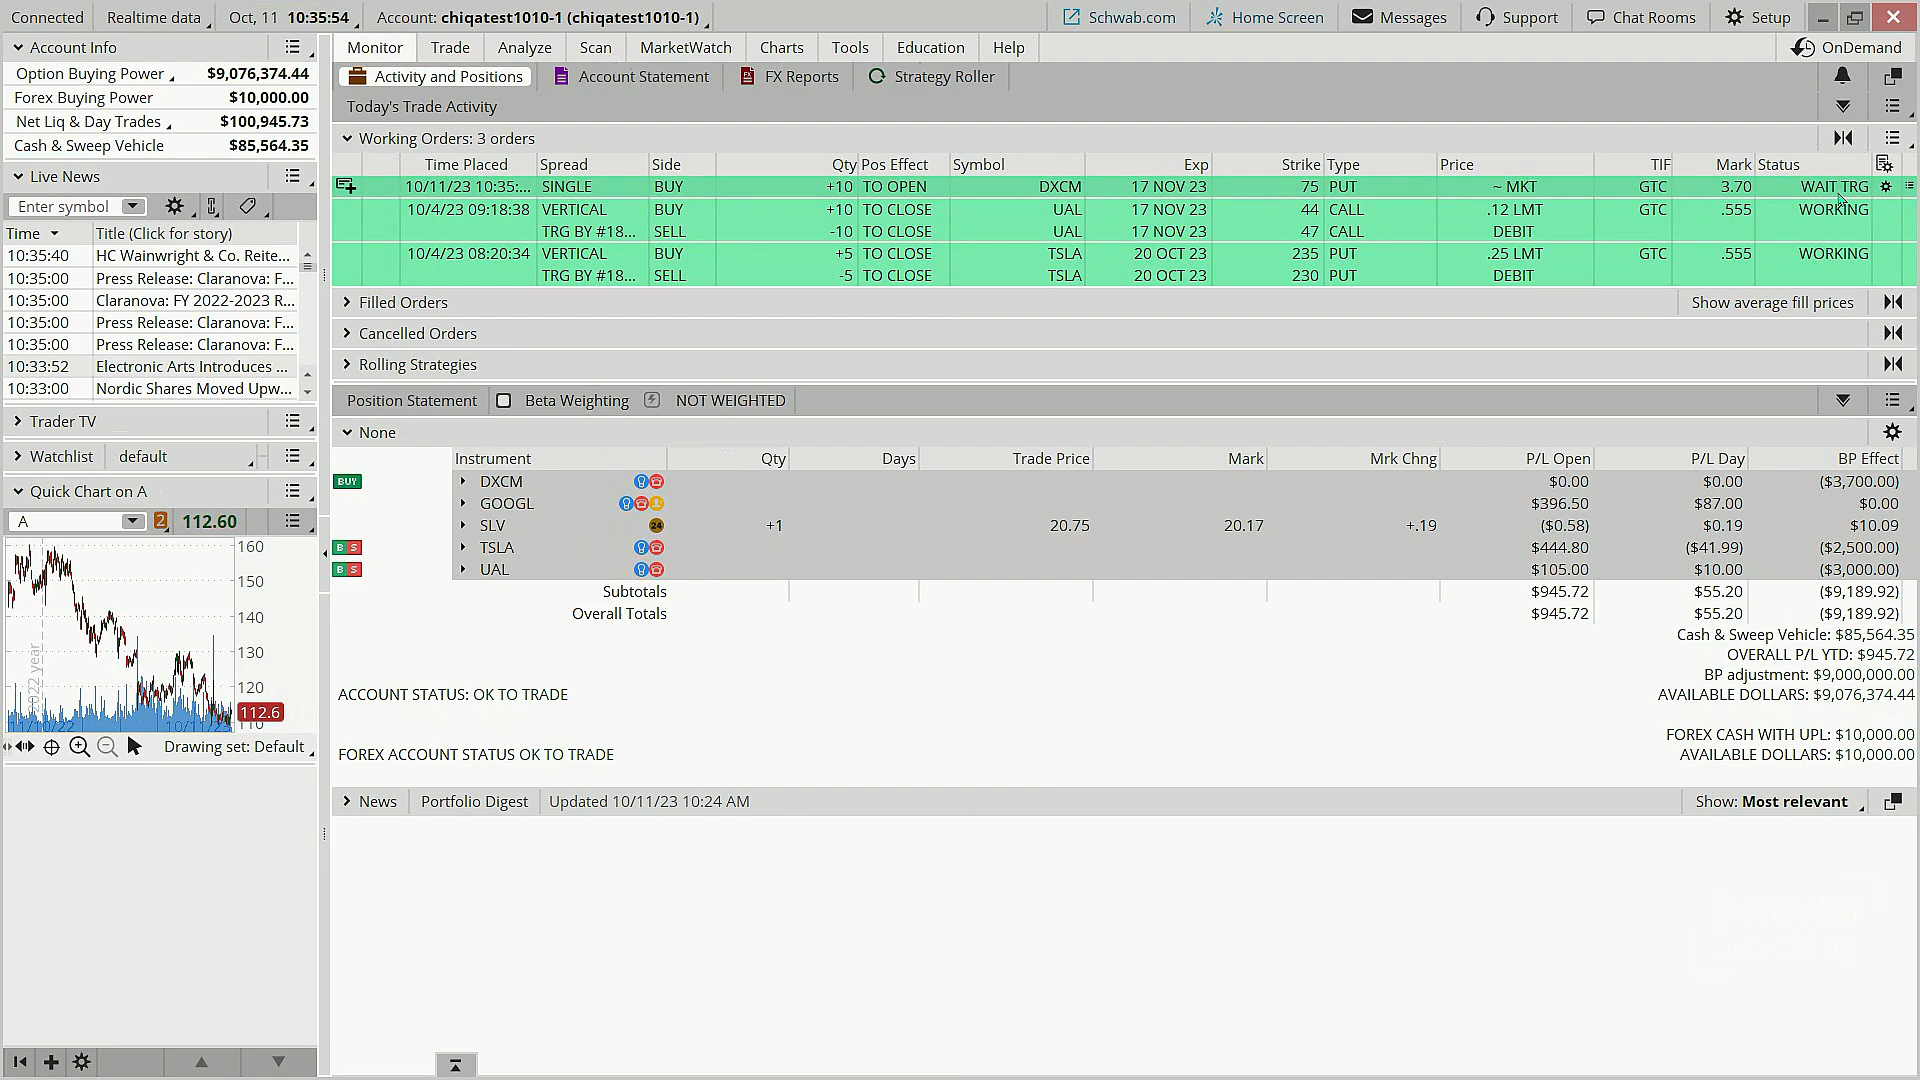 Connected Realtime data Oct, 11 10:35:54 Account: chiqatest1010-1 (chiqatest1010-1) Schwab.com Home Screen Messages Support Chat Rooms Setup
Account Info
Option Buying Power $9,076,374.44
Forex Buying Power $10,000.00
Net Liq & Day Trades $100,945.73
Cash & Sweep Vehicle $85,564.35
Live News
Enter symbol
Time Title (Click for story)
10:35:40 HC Wainwright & Co. Reite...
10:35:00 Press Release: Claranova: F...
10:35:00 Claranova: FY 2022-2023 R...
10:35:00 Press Release: Claranova: F...
10:35:00 Press Release: Claranova: F...
10:33:52 Electronic Arts Introduces ...
10:33:00 Nordic Shares Moved Upw...
Trader TV
Watchlist default
Quick Chart on A
A 2 112.60
160
150
140
130
120
112.6
110
2022 year
11/10/22 10/11/23
Drawing set: Default
Monitor Trade Analyze Scan MarketWatch Charts Tools Education Help OnDemand
Activity and Positions Account Statement FX Reports Strategy Roller
Today's Trade Activity
Working Orders: 3 orders
Time Placed Spread Side Qty Pos Effect Symbol Exp Strike Type Price TIF Mark Status
10/11/23 10:35:... SINGLE BUY +10 TO OPEN DXCM 17 NOV 23 75 PUT ~ MKT GTC 3.70 WAIT TRG
10/4/23 09:18:38 VERTICAL BUY +10 TO CLOSE UAL 17 NOV 23 44 CALL .12 LMT GTC .555 WORKING
TRG BY #18... SELL -10 TO CLOSE UAL 17 NOV 23 47 CALL DEBIT
10/4/23 08:20:34 VERTICAL BUY +5 TO CLOSE TSLA 20 OCT 23 235 PUT .25 LMT GTC .555 WORKING
TRG BY #18... SELL -5 TO CLOSE TSLA 20 OCT 23 230 PUT DEBIT
Filled Orders Show average fill prices
Cancelled Orders
Rolling Strategies
Position Statement Beta Weighting NOT WEIGHTED
None
Instrument Qty Days Trade Price Mark Mrk Chng P/L Open P/L Day BP Effect
BUY DXCM $0.00 $0.00 ($3,700.00)
GOOGL $396.50 $87.00 $0.00
SLV 24 +1 20.75 20.17 +.19 ($0.58) $0.19 $10.09
B S TSLA $444.80 ($41.99) ($2,500.00)
B S UAL $105.00 $10.00 ($3,000.00)
Subtotals $945.72 $55.20 ($9,189.92)
Overall Totals $945.72 $55.20 ($9,189.92)
Cash & Sweep Vehicle: $85,564.35
OVERALL P/L YTD: $945.72
BP adjustment: $9,000,000.00
ACCOUNT STATUS: OK TO TRADE AVAILABLE DOLLARS: $9,076,374.44
FOREX CASH WITH UPL: $10,000.00
FOREX ACCOUNT STATUS OK TO TRADE AVAILABLE DOLLARS: $10,000.00
News Portfolio Digest Updated 10/11/23 10:24 AM Show: Most relevant